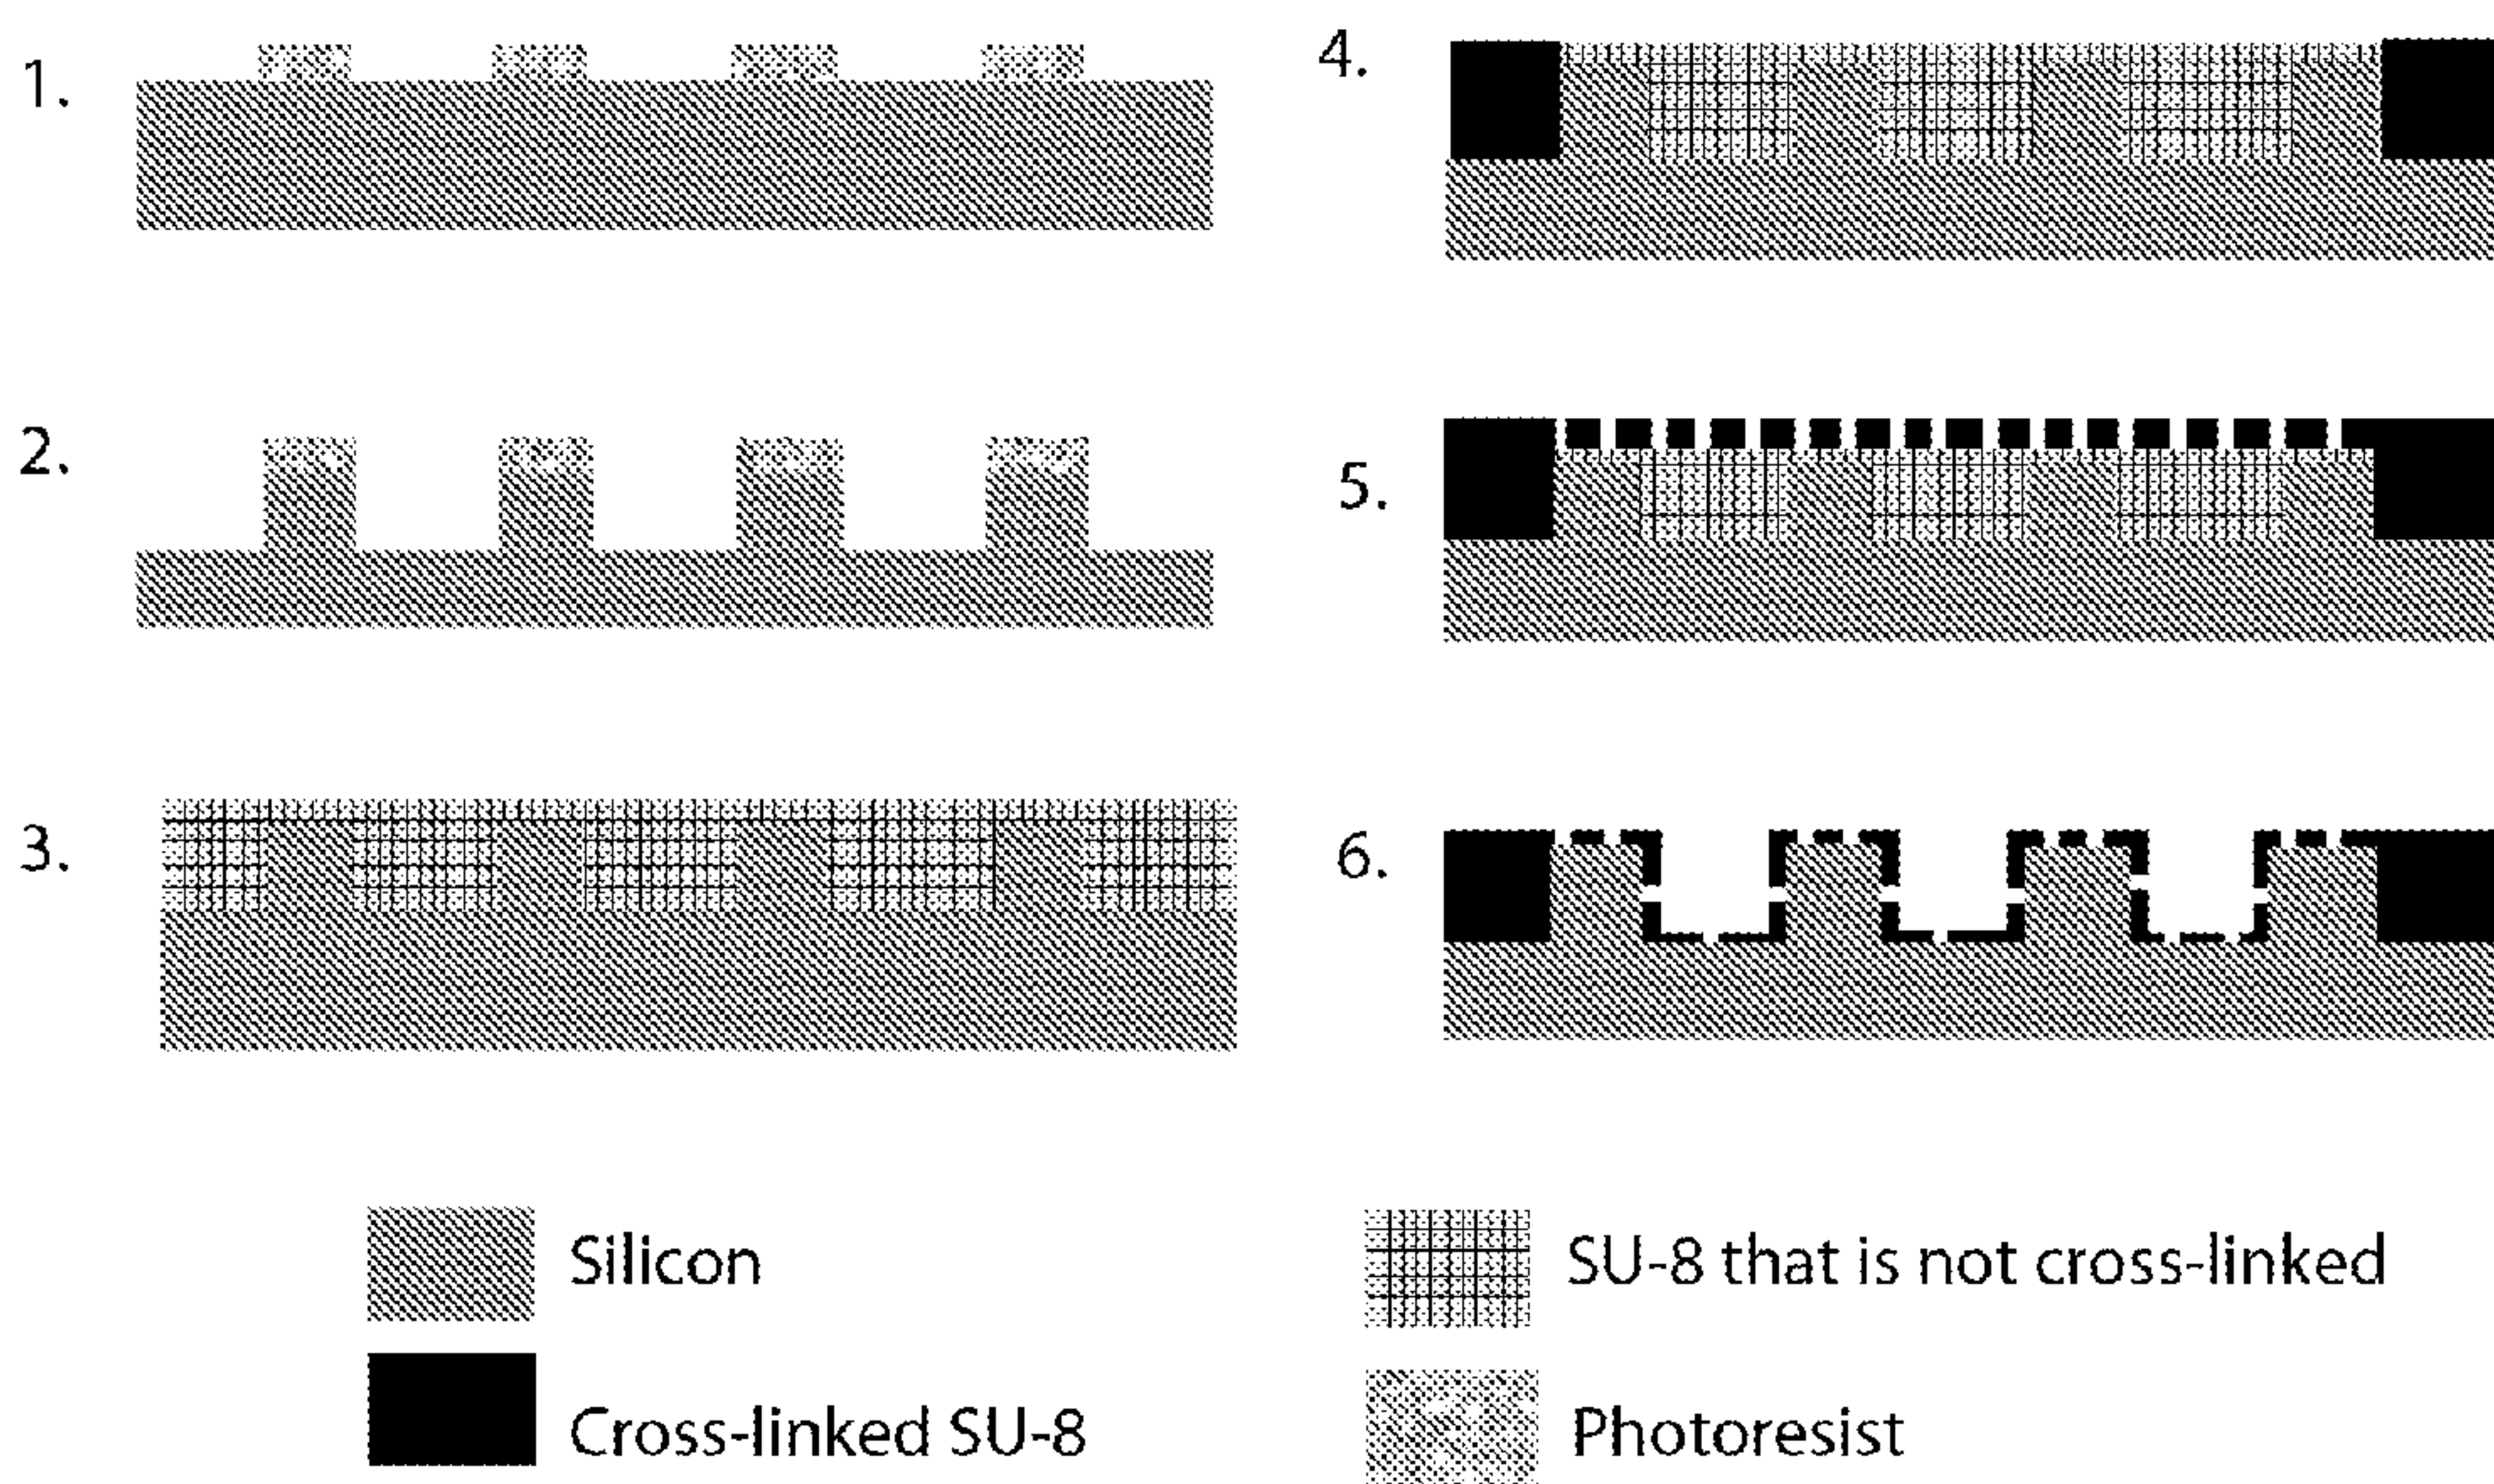 1.
2.
3.
4.
5.
6.
Silicon
Cross-linked SU-8
SU-8 that is not cross-linked
Photoresist